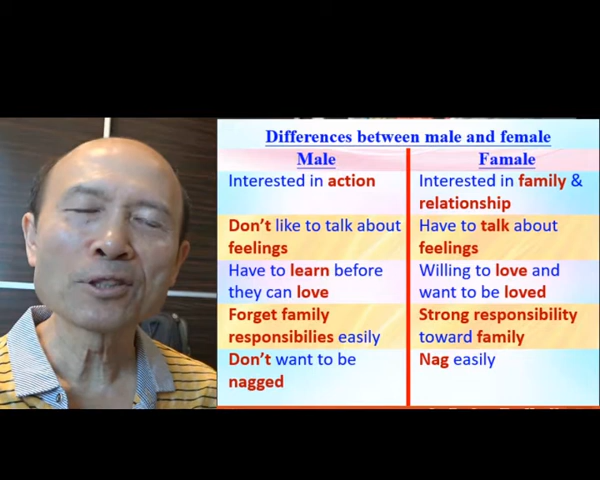 Differences between male and female
Male
Famale
Interested in action
Interested in family &
relationship
Don't like to talk about
feelings
Have to talk about
feelings
Have to learn before
they can love
Willing to love and
want to be loved
Forget family
responsibilies easily
Strong responsibility
toward family
Don't want to be
nagged
Nag easily